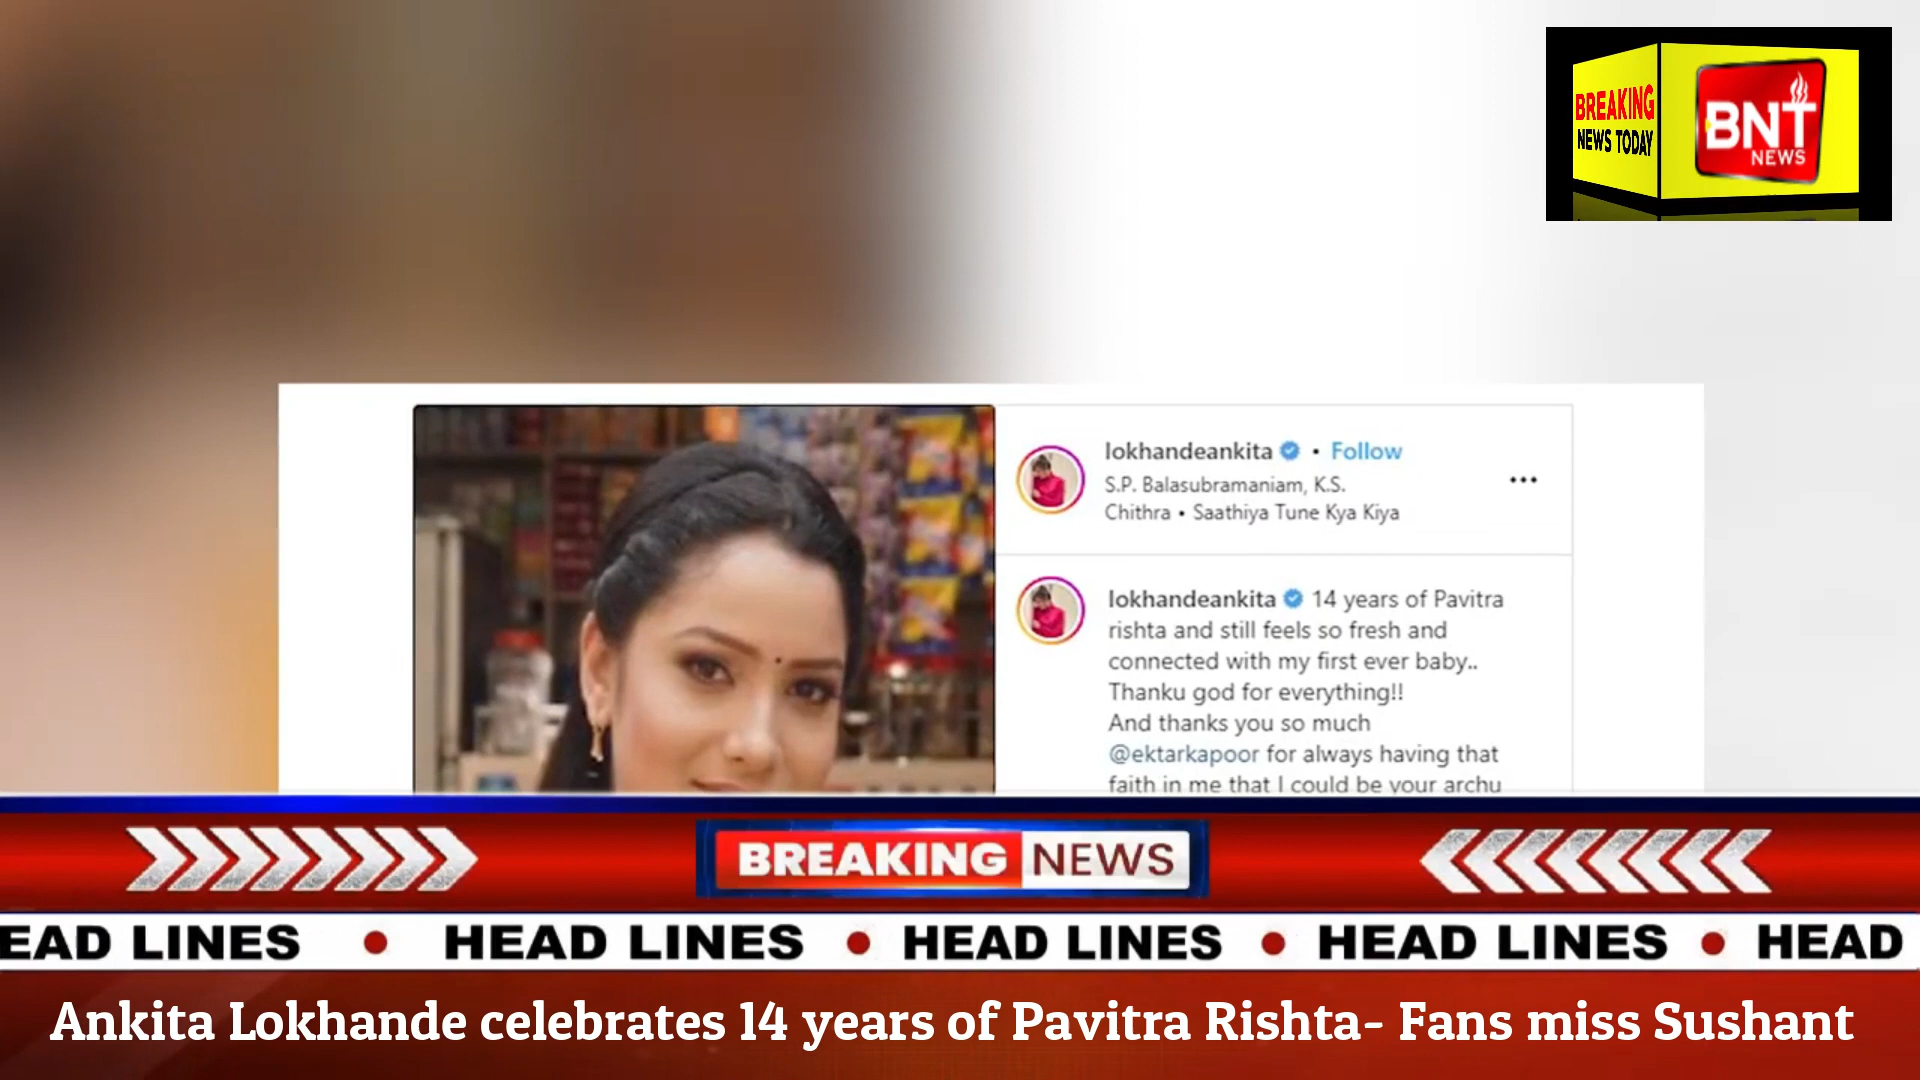 BREAKING
NEWS TODAY
BNT
NEWS
lokhandeankita • Follow
S.P. Balasubramaniam, K.S.
Chithra • Saathiya Tune Kya Kiya
lokhandeankita 14 years of Pavitra
rishta and still feels so fresh and
connected with my first ever baby..
Thanku god for everything!!
And thanks you so much
@ektarkapoor for always having that
faith in me that I could be your archu
BREAKING NEWS
EAD LINES • HEAD LINES • HEAD LINES • HEAD LINES • HEAD
Ankita Lokhande celebrates 14 years of Pavitra Rishta- Fans miss Sushant